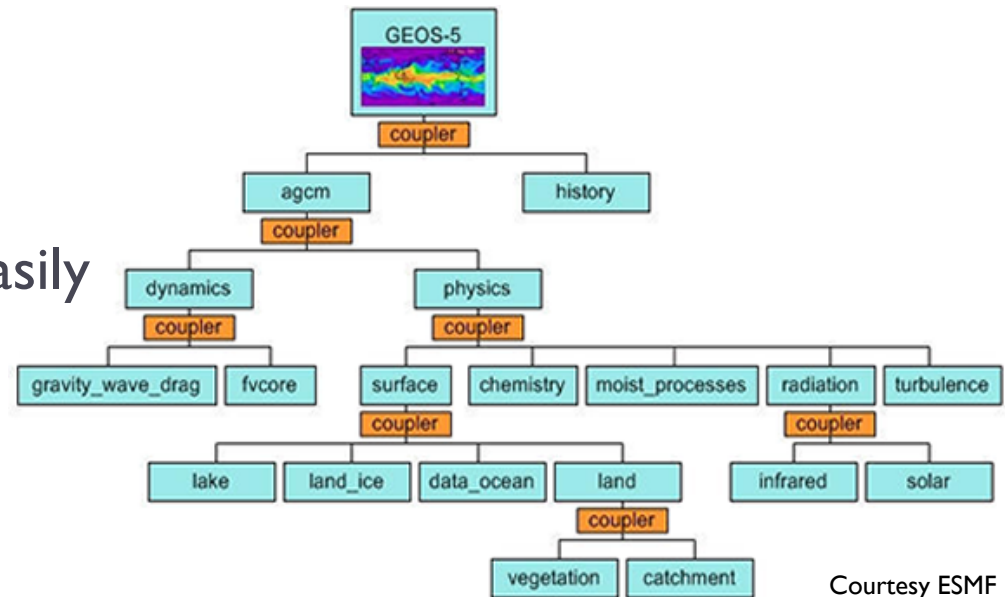 GEOS-5
coupler
agcm
history
coupler
asily
dynamics
physics
coupler
coupler
gravity_wave_drag
fvcore
surface
chemistry
moist_processes
radiation
turbulence
coupler
coupler
lake
land_ice
data_ocean
land
infrared
solar
coupler
vegetation
catchment
Courtesy ESMF